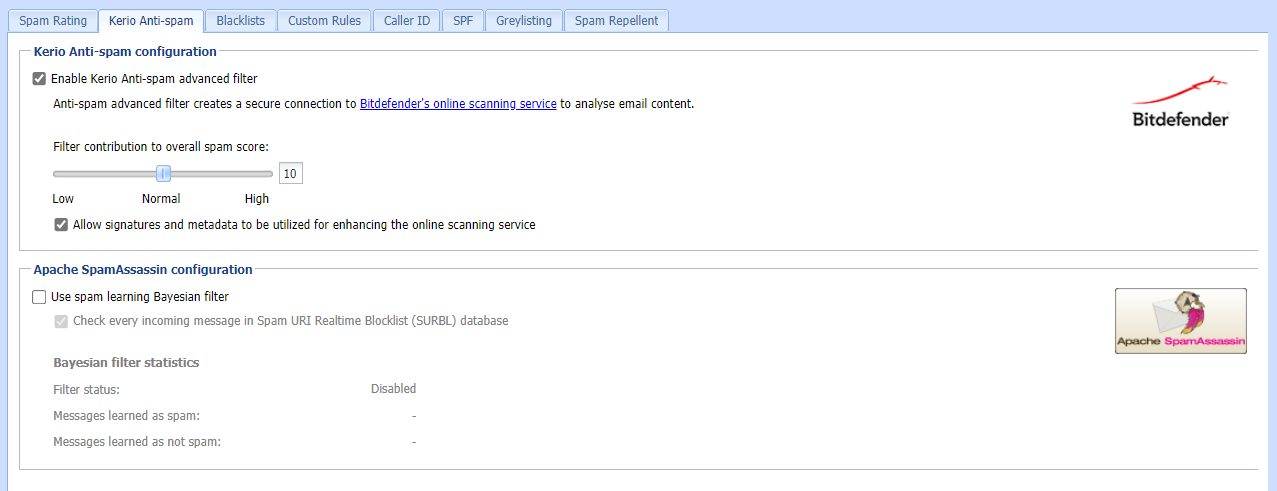 Spam Rating Kerio Anti-spam Blacklists Custom Rules Caller ID SPF Greylisting Spam Repellent
Kerio Anti-spam configuration
Enable Kerio Anti-spam advanced filter
Anti-spam advanced filter creates a secure connection to Bitdefender's online scanning service to analyse email content.
Bitdefender
Filter contribution to overall spam score:
10
Low Normal High
Allow signatures and metadata to be utilized for enhancing the online scanning service
Apache SpamAssassin configuration
Use spam learning Bayesian filter
Check every incoming message in Spam URI Realtime Blocklist (SURBL) database
Apache SpamAssassin
Bayesian filter statistics
Filter status: Disabled
Messages learned as spam: -
Messages learned as not spam: -